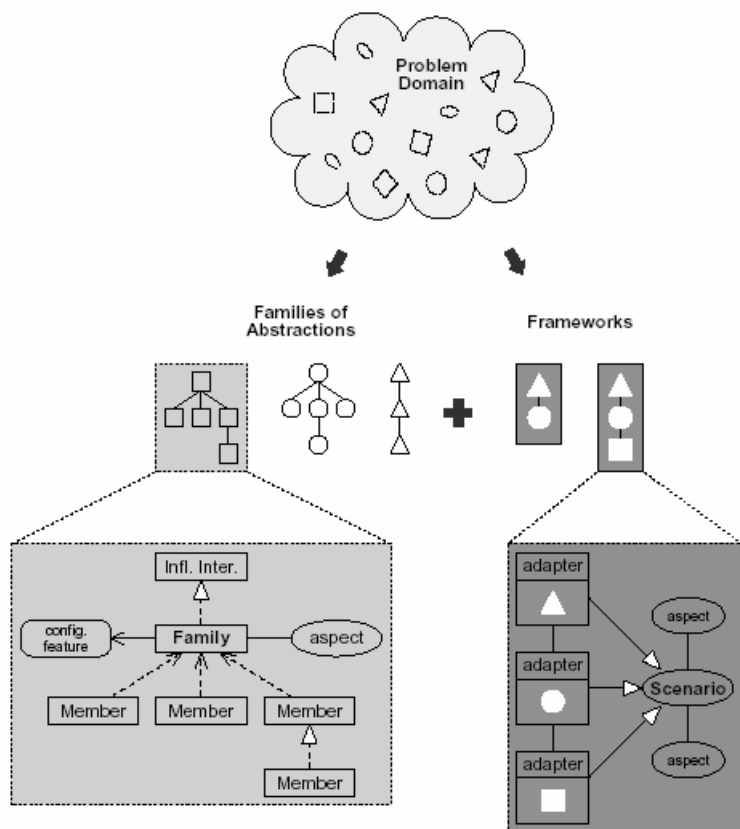 Problem
Domain
Families of
Abstractions
Frameworks
Infl. Inter.
config.
feature
Family
aspect
Member
Member
Member
Member
adapter
adapter
adapter
aspect
Scenario
aspect